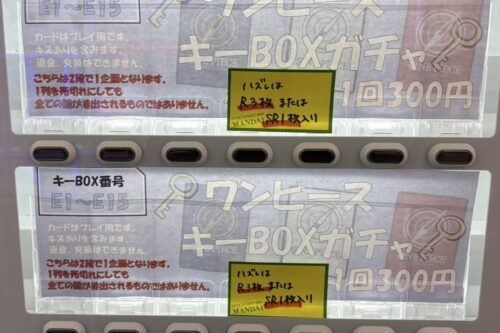 E1～E15
ワンピース
カードはプレイ用です。
キズありを含みます。
返金、交換はできません。
キーBOXガチャ
こちらは2段で1企画となります。
1列を売切れにしても
全ての鍵が排出されるものではありません。
1回300円
ハズレは
R3枚または
SR1枚入り
MANDAI
キーBOX番号
E1～E15
ワンピース
カードはプレイ用です。
キズありを含みます。
返金、交換はできません。
キーBOXガチャ
こちらは2段で1企画となります。
1列を売切れにしても
全ての鍵が排出されるものではありません。
1回300円
ハズレは
R3枚または
SR1枚入り
MANDAI